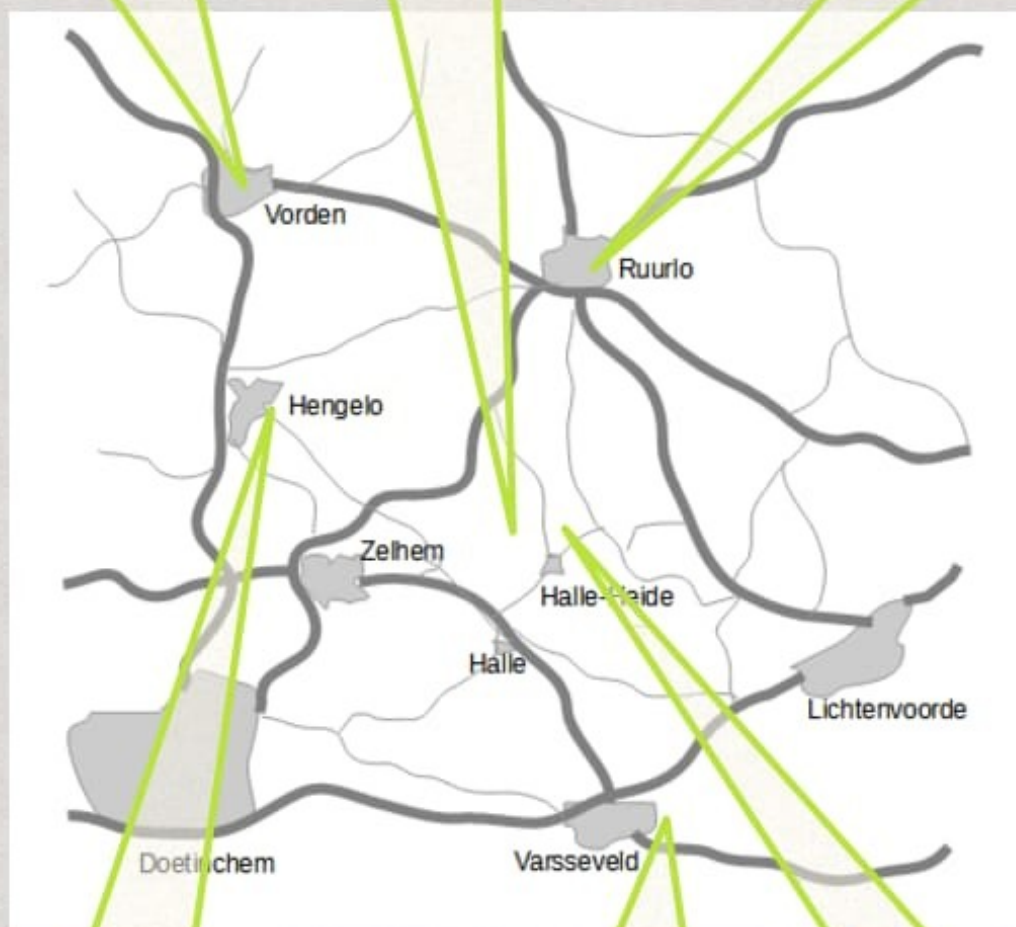 Vorden
Ruurlo
Hengelo
Zelhem
Halle-Heide
Halle
Lichtenvoorde
Doetinchem
Varsseveld